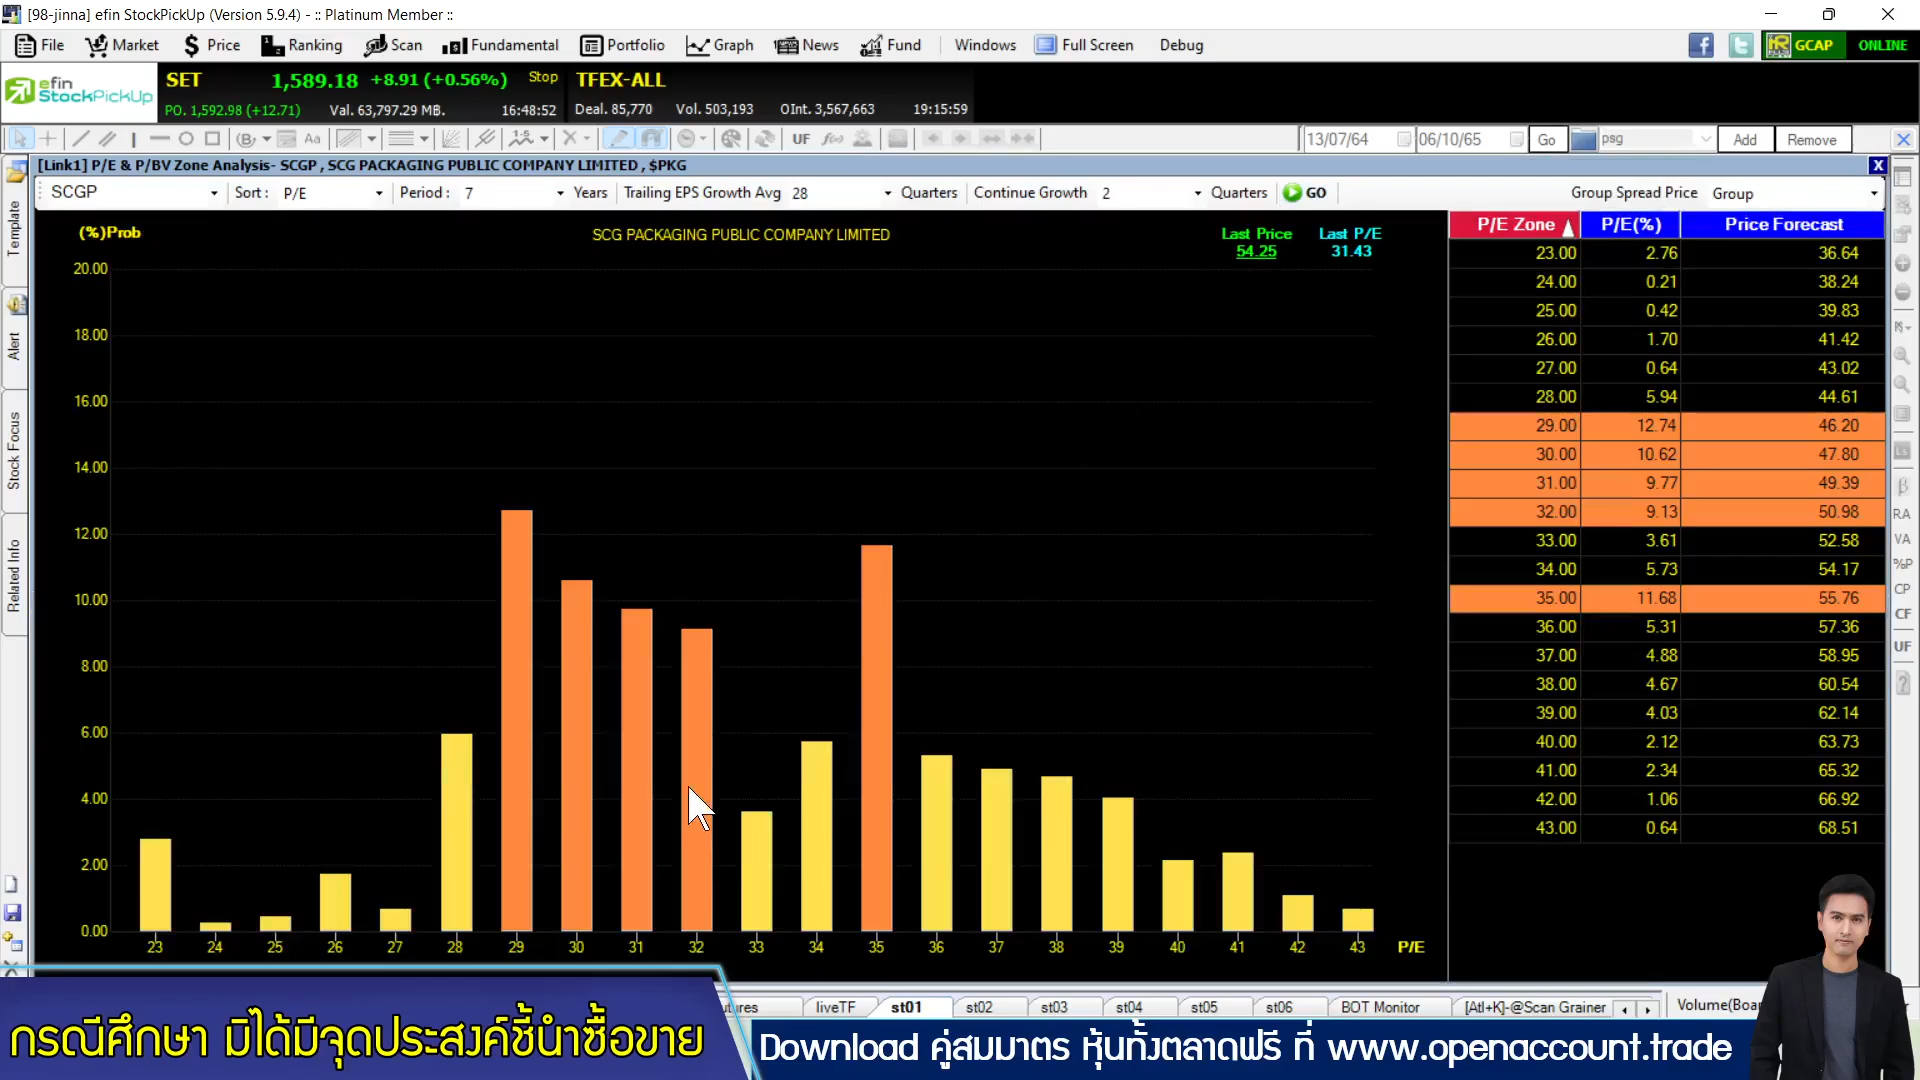 [98-jinna] efin StockPickUp (Version 5.9.4) - :: Platinum Member ::
File Market Price Ranking Scan Fundamental Portfolio Graph News Fund Windows Full Screen Debug GCAP ONLINE
efin StockPickUp
SET 1,589.18 +8.91 (+0.56%) Stop TFEX-ALL
PO. 1,592.98 (+12.71) Val. 63,797.29 MB. 16:48:52 Deal. 85,770 Vol. 503,193 OInt. 3,567,663 19:15:59
UF 13/07/64 06/10/65 Go psg Add Remove
[Link1] P/E & P/BV Zone Analysis- SCGP , SCG PACKAGING PUBLIC COMPANY LIMITED , $PKG X
SCGP Sort : P/E Period : 7 Years Trailing EPS Growth Avg 28 Quarters Continue Growth 2 Quarters GO Group Spread Price Group
Template
Alert
Stock Focus
Related Info
(%)Prob SCG PACKAGING PUBLIC COMPANY LIMITED Last Price Last P/E
54.25 31.43
20.00
18.00
16.00
14.00
12.00
10.00
8.00
6.00
4.00
2.00
0.00
23 24 25 26 27 28 29 30 31 32 33 34 35 36 37 38 39 40 41 42 43 P/E
P/E Zone P/E(%) Price Forecast
23.00 2.76 36.64
24.00 0.21 38.24
25.00 0.42 39.83
26.00 1.70 41.42
27.00 0.64 43.02
28.00 5.94 44.61
29.00 12.74 46.20
30.00 10.62 47.80
31.00 9.77 49.39
32.00 9.13 50.98
33.00 3.61 52.58
34.00 5.73 54.17
35.00 11.68 55.76
36.00 5.31 57.36
37.00 4.88 58.95
38.00 4.67 60.54
39.00 4.03 62.14
40.00 2.12 63.73
41.00 2.34 65.32
42.00 1.06 66.92
43.00 0.64 68.51
RA
VA
%P
CP
CF
UF
liveTF st01 st02 st03 st04 st05 st06 BOT Monitor [Atl+K]-@Scan Grainer
กรณีศึกษา มิได้มีจุดประสงค์ชี้นำซื้อขาย
Download คู่สมมาตร หุ้นทั้งตลาดฟรี ที่ www.openaccount.trade